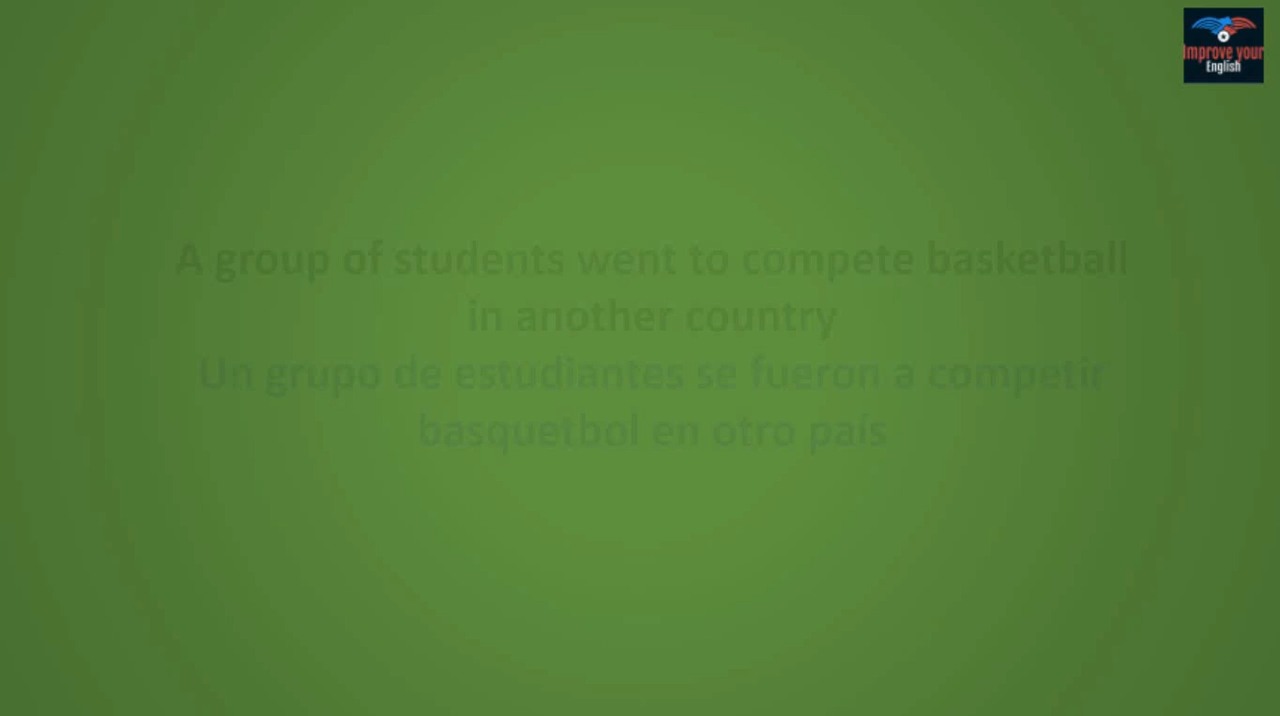 Improve your
English
A group of students went to compete basketball
in another country
Un grupo de estudiantes se fueron a competir
basquetbol en otro país